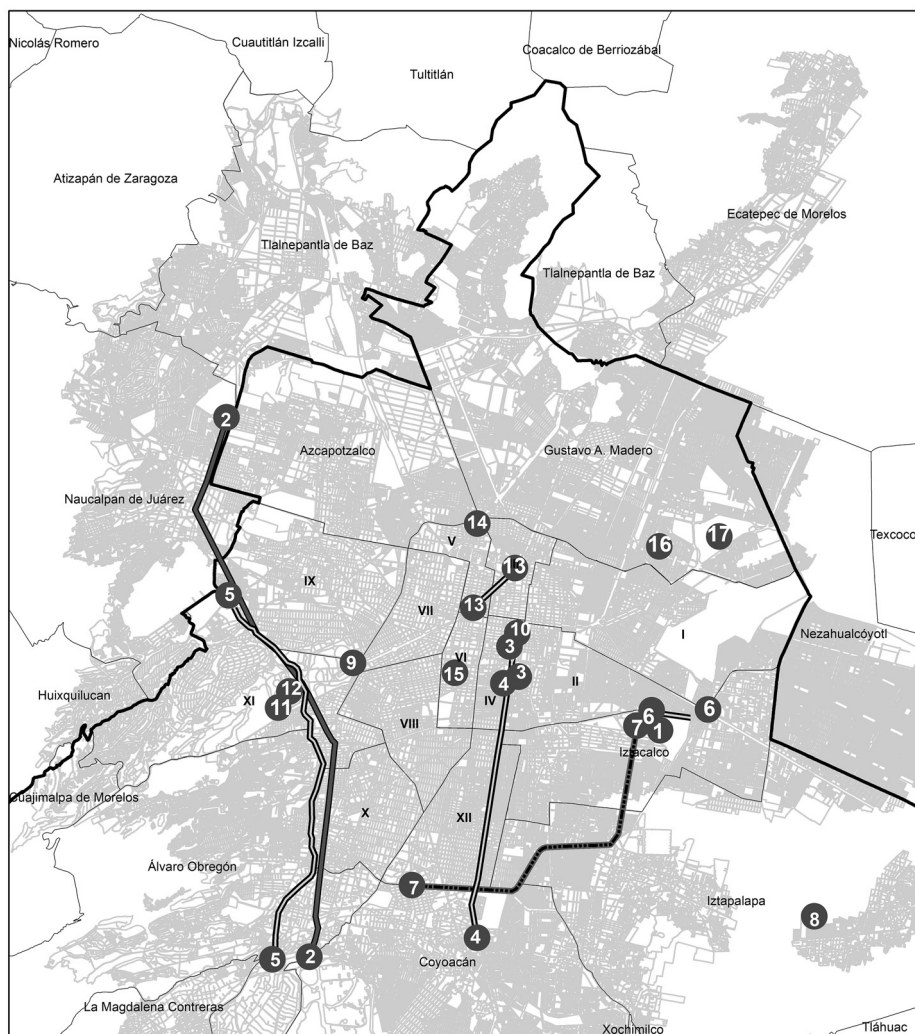 Nicolás Romero
Cuautitlán Izcalli
Coacalco de Berriozábal
Tultitlán
Atizapán de Zaragoza
Ecatepec de Morelos
Tlalnepantla de Baz
Tlalnepantla de Baz
2
Azcapotzalco
Gustavo A. Madero
Naucalpan de Juárez
14
17
Texcoco
V
16
13
IX
5
13
VII
10
I
Nezahualcóyotl
3
9
VI
II
Huixquilucan
15
4
3
12
XI
IV
11
6
6
VIII
7
1
Iztacalco
Cuajimalpa de Morelos
X
XII
Álvaro Obregón
7
Iztapalapa
8
4
5
2
Coyoacán
La Magdalena Contreras
Xochimilco
Tláhuac